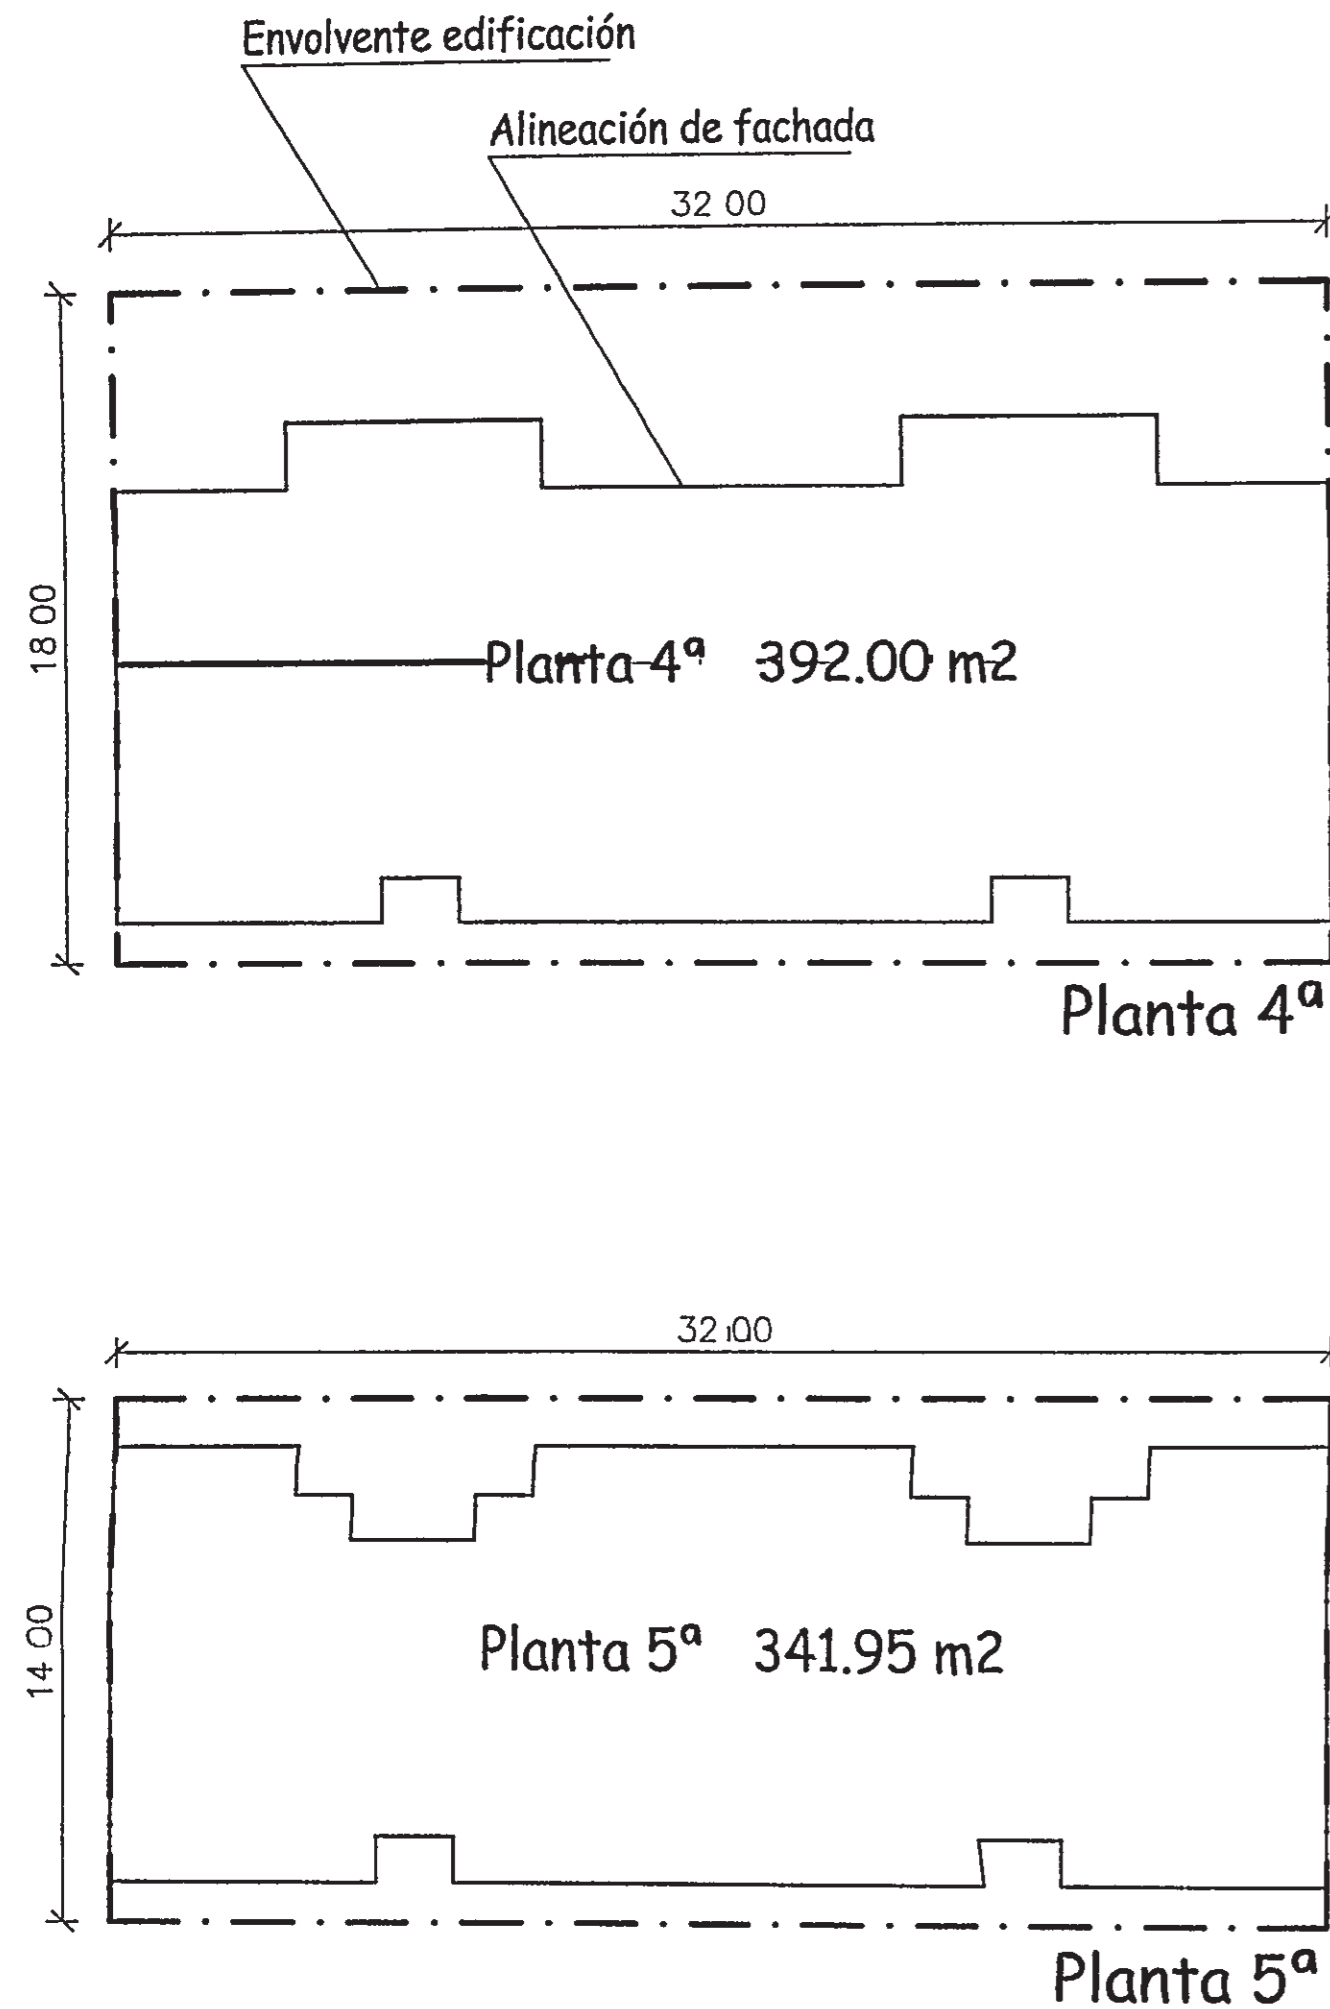 Envolvente edificación
Alineación de fachada
32 00
18 00
Planta 4ª 392.00 m2
Planta 4ª
32,00
14 00
Planta 5ª 341.95 m2
Planta 5ª